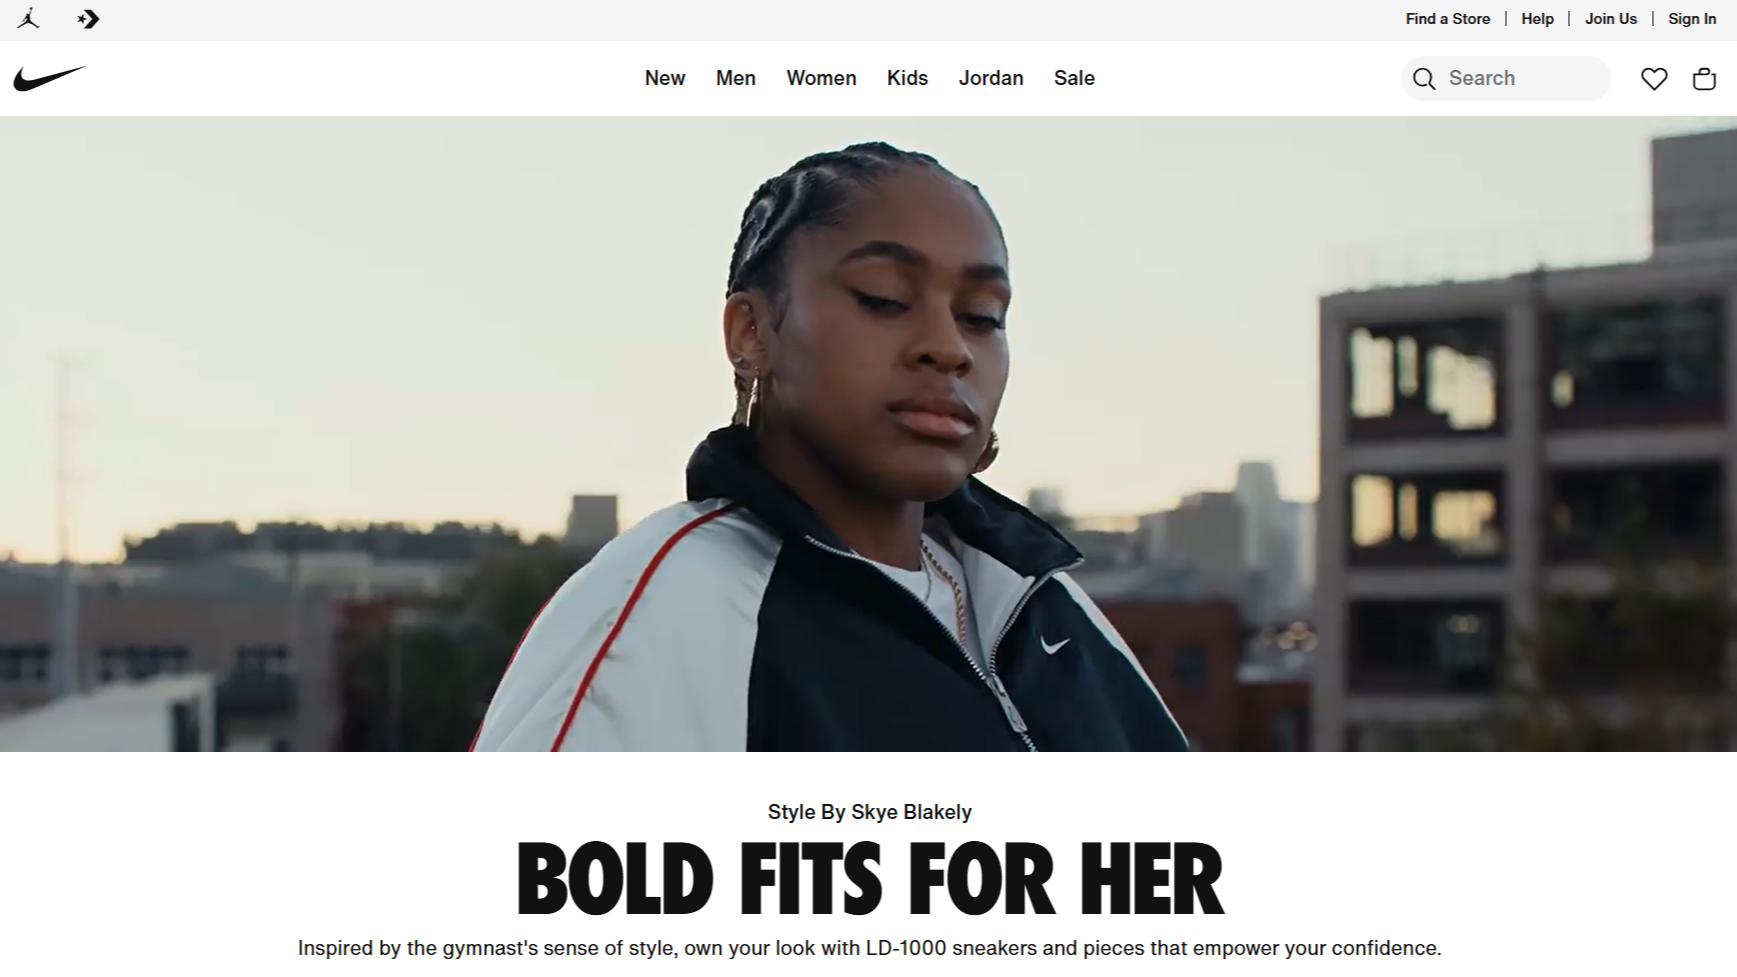 Find a Store | Help | Join Us | Sign In
New Men Women Kids Jordan Sale
Search
Style By Skye Blakely
BOLD FITS FOR HER
Inspired by the gymnast's sense of style, own your look with LD-1000 sneakers and pieces that empower your confidence.